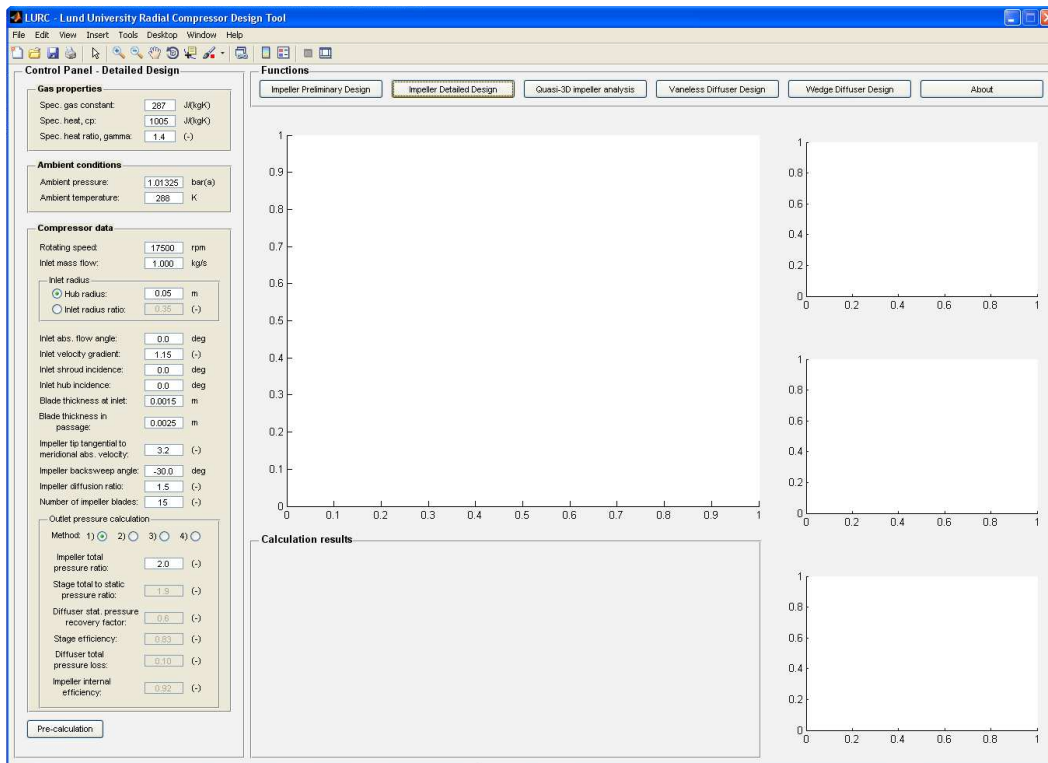 LURC - Lund University Radial Compressor Design Tool
File Edit View Insert Tools Desktop Window Help
Control Panel - Detailed Design
Gas properties
Spec. gas constant: 287 J/(kgK)
Spec. heat, cp: 1005 J/(kgK)
Spec. heat ratio, gamma: 1.4 (-)
Ambient conditions
Ambient pressure: 1.01325 bar(a)
Ambient temperature: 288 K
Compressor data
Rotating speed: 17500 rpm
Inlet mass flow: 1.000 kg/s
Inlet radius
Hub radius: 0.05 m
Inlet radius ratio: 0.35 (-)
Inlet abs. flow angle: 0.0 deg
Inlet velocity gradient: 1.15 (-)
Inlet shroud incidence: 0.0 deg
Inlet hub incidence: 0.0 deg
Blade thickness at inlet: 0.0015 m
Blade thickness in
passage: 0.0025 m
Impeller tip tangential to
meridional abs. velocity: 3.2 (-)
Impeller backsweep angle: -30.0 deg
Impeller diffusion ratio: 1.5 (-)
Number of impeller blades: 15 (-)
Outlet pressure calculation
Method: 1) 2) 3) 4)
Impeller total
pressure ratio: 2.0 (-)
Stage total to static
pressure ratio: 1.9 (-)
Diffuser stat. pressure
recovery factor: 0.6 (-)
Stage efficiency: 0.83 (-)
Diffuser total
pressure loss: 0.10 (-)
Impeller internal
efficiency: 0.92 (-)
Pre-calculation
Functions
Impeller Preliminary Design Impeller Detailed Design Quasi-3D impeller analysis Vaneless Diffuser Design Wedge Diffuser Design About
1
0.9
0.8
0.7
0.6
0.5
0.4
0.3
0.2
0.1
0
0 0.1 0.2 0.3 0.4 0.5 0.6 0.7 0.8 0.9 1
Calculation results
1
0.8
0.6
0.4
0.2
0
0 0.2 0.4 0.6 0.8 1
1
0.8
0.6
0.4
0.2
0
0 0.2 0.4 0.6 0.8 1
1
0.8
0.6
0.4
0.2
0
0 0.2 0.4 0.6 0.8 1